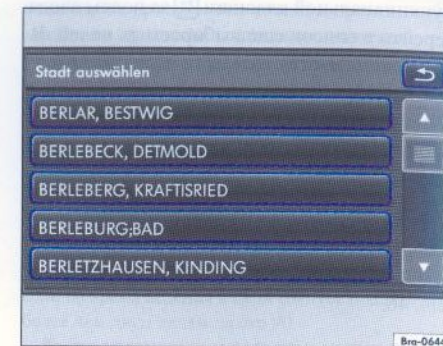 Stadt auswählen
BERLAR, BESTWIG
BERLEBECK, DETMOLD
BERLEBERG, KRAFTISRIED
BERLEBURG;BAD
BERLETZHAUSEN, KINDING